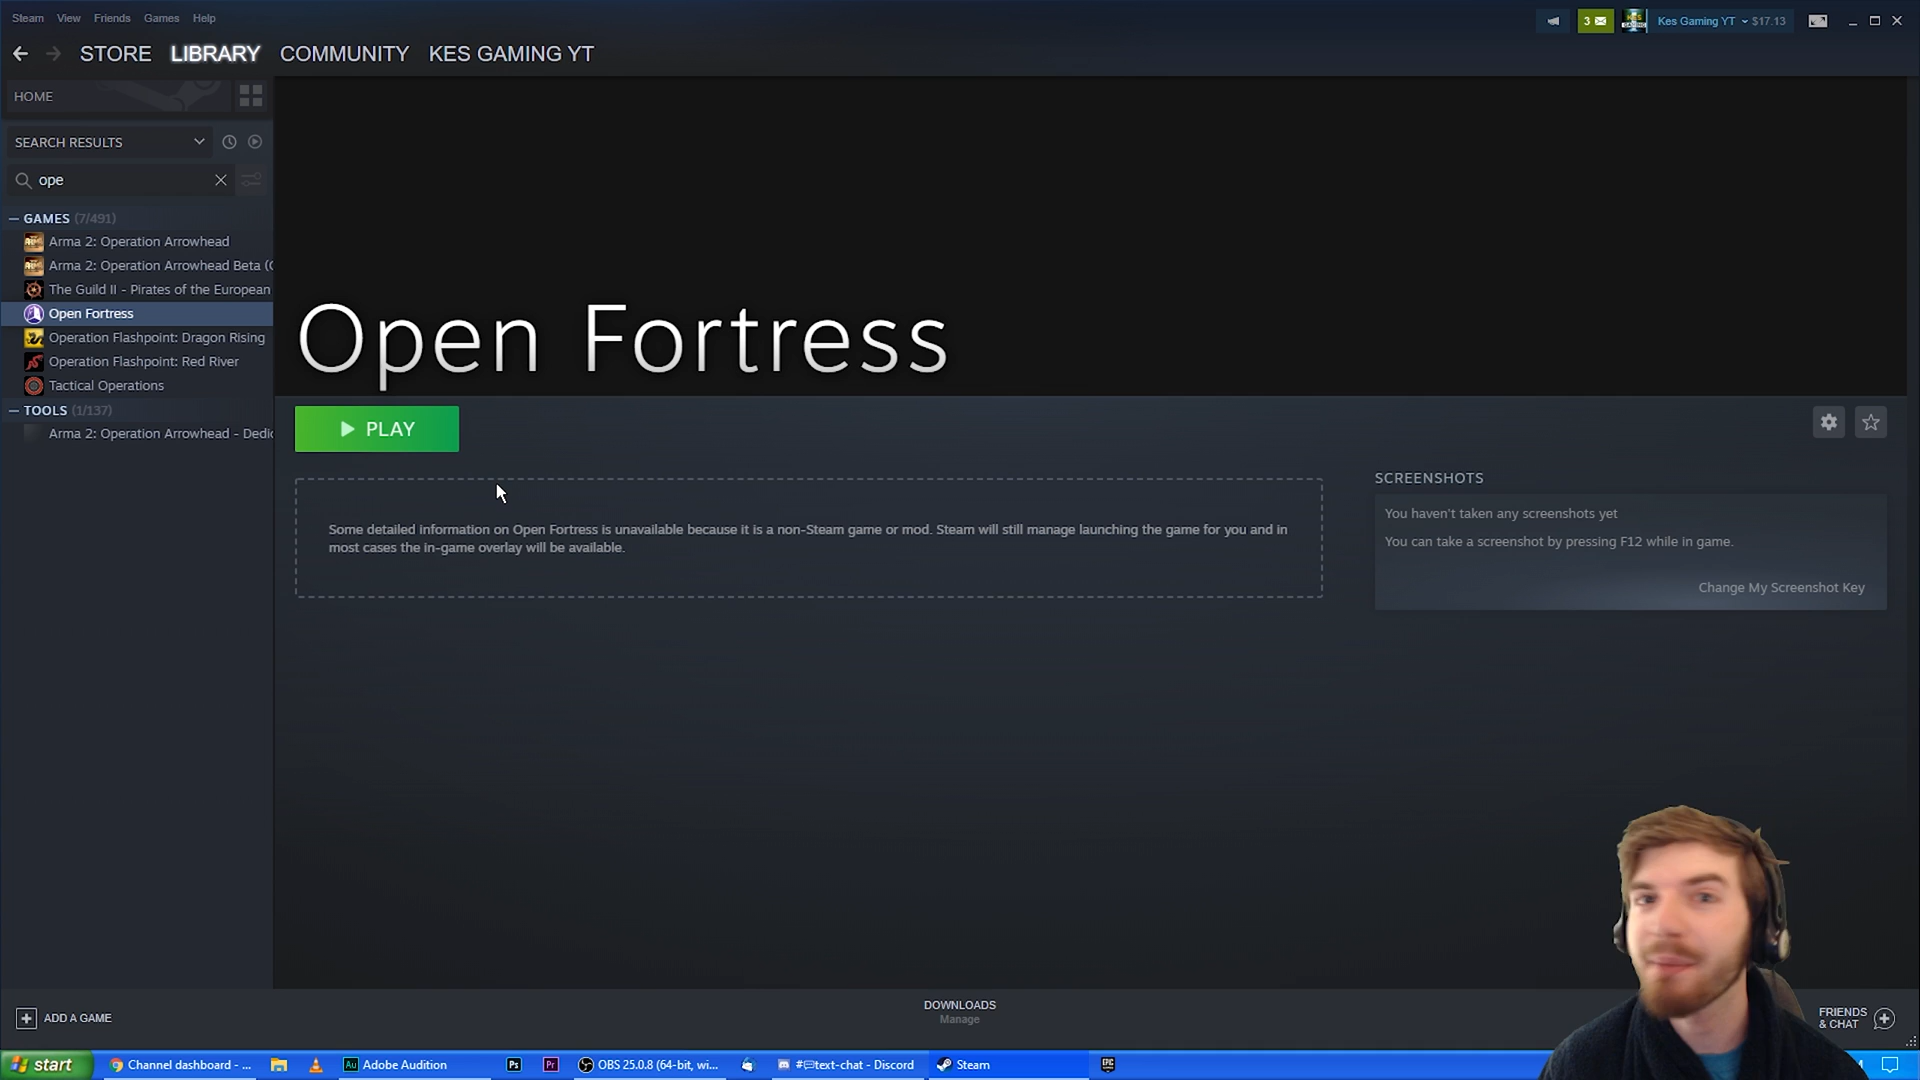 Steam View Friends Games Help
3
Kes Gaming YT $17.13
STORE LIBRARY COMMUNITY KES GAMING YT
HOME
SEARCH RESULTS
ope
GAMES (7/491)
Arma 2: Operation Arrowhead
Arma 2: Operation Arrowhead Beta (
The Guild II - Pirates of the European
Open Fortress
Operation Flashpoint: Dragon Rising
Operation Flashpoint: Red River
Tactical Operations
TOOLS (1/137)
Arma 2: Operation Arrowhead - Dedic
Open Fortress
PLAY
Some detailed information on Open Fortress is unavailable because it is a non-Steam game or mod. Steam will still manage launching the game for you and in
most cases the in-game overlay will be available.
SCREENSHOTS
You haven't taken any screenshots yet
You can take a screenshot by pressing F12 while in game.
Change My Screenshot Key
ADD A GAME
DOWNLOADS
Manage
FRIENDS
& CHAT
start
Channel dashboard - ...
Au Adobe Audition
Ps
Pr
OBS 25.0.8 (64-bit, wi...
#text-chat - Discord
Steam
EPIC